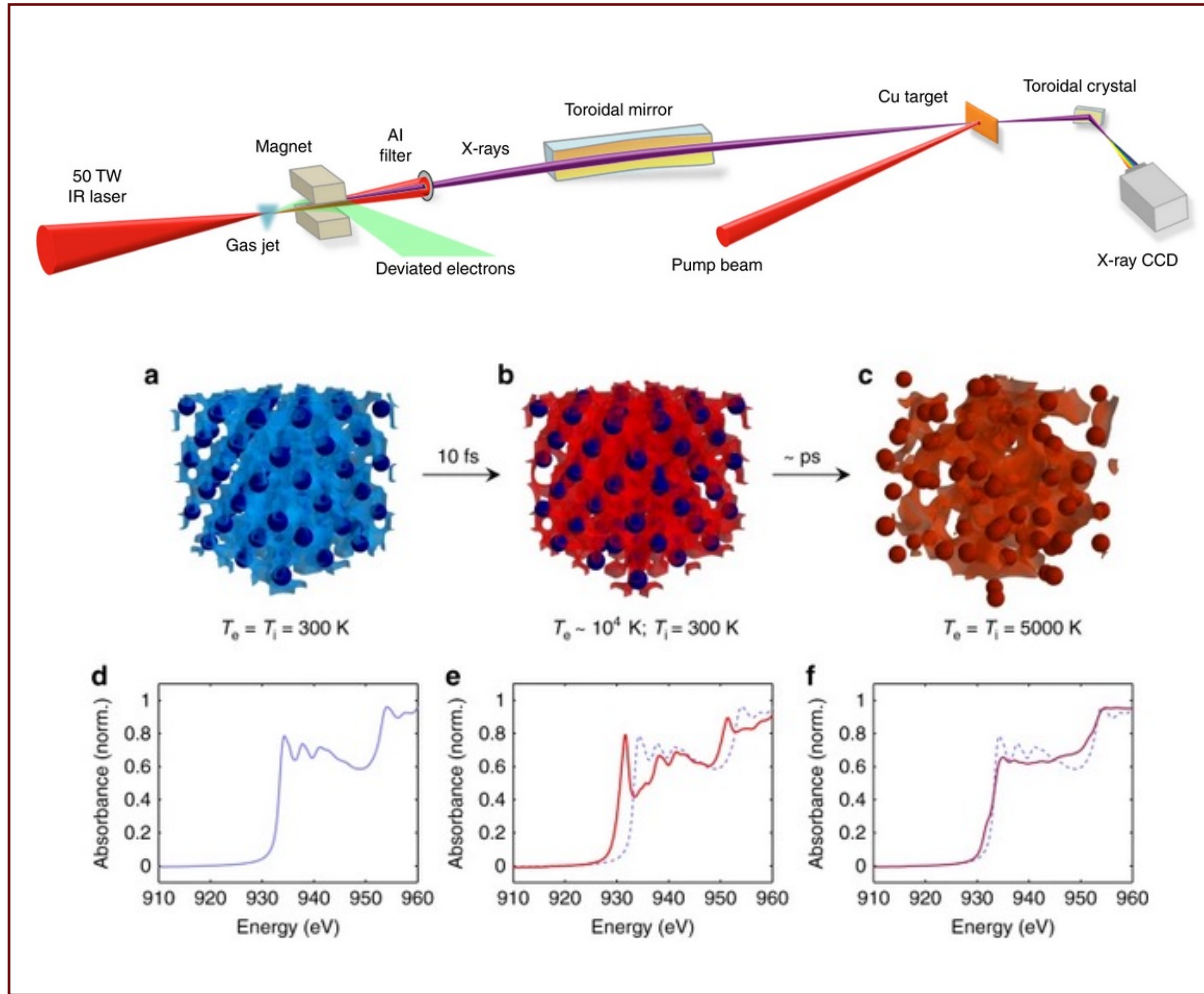 Toroidal crystal
Cu target
Toroidal mirror
Al
filter
X-rays
Magnet
50 TW
IR laser
Gas jet
Deviated electrons
Pump beam
X-ray CCD
a
b
c
10 fs
~ ps
Tₑ = Tᵢ = 300 K
Tₑ ~ 10⁴ K; Tᵢ = 300 K
Tₑ = Tᵢ = 5000 K
d
Absorbance (norm.)
1
0.8
0.6
0.4
0.2
0
910 920 930 940 950 960
Energy (eV)
e
Absorbance (norm.)
1
0.8
0.6
0.4
0.2
0
910 920 930 940 950 960
Energy (eV)
f
Absorbance (norm.)
1
0.8
0.6
0.4
0.2
0
910 920 930 940 950 960
Energy (eV)